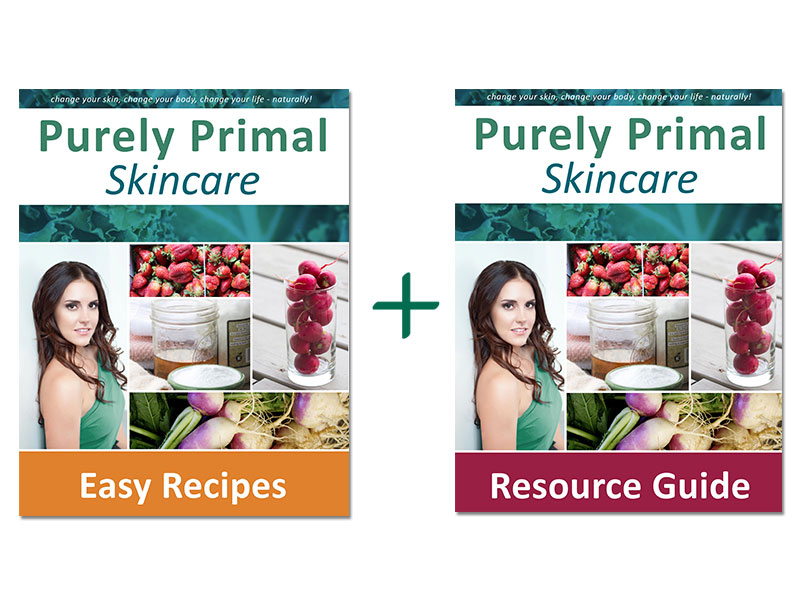 change your skin, change your body, change your life - naturally!
Purely Primal
Skincare
Easy Recipes
+
change your skin, change your body, change your life - naturally!
Purely Primal
Skincare
Resource Guide